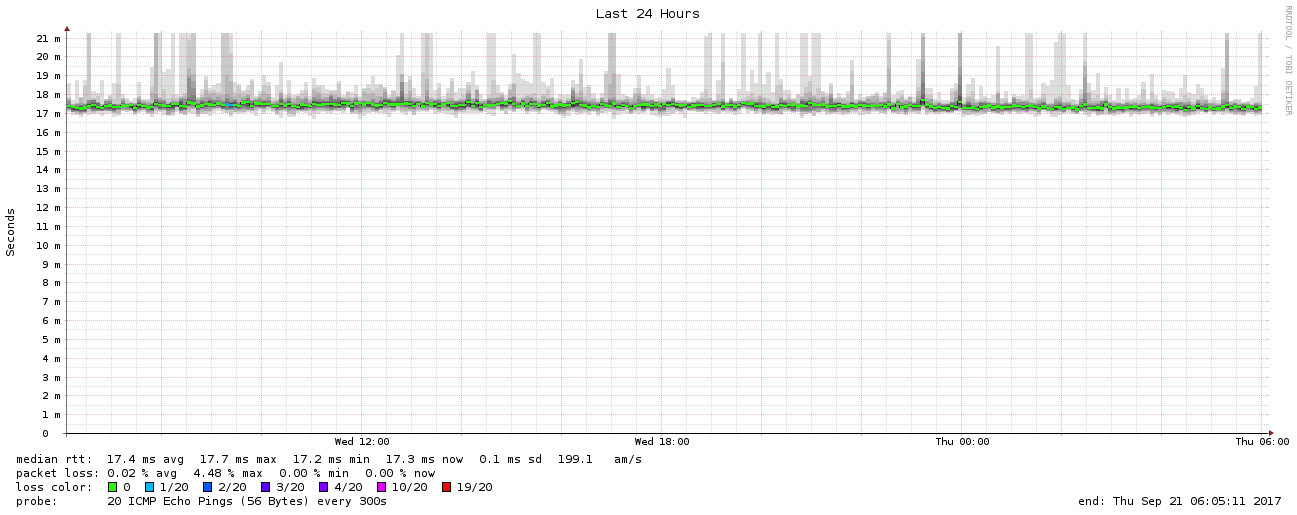 Last 24 Hours
RRDTOOL / TOBI OETIKER
Seconds
21 m
20 m
19 m
18 m
17 m
16 m
15 m
14 m
13 m
12 m
11 m
10 m
9 m
8 m
7 m
6 m
5 m
4 m
3 m
2 m
1 m
0
Wed 12:00 Wed 18:00 Thu 00:00 Thu 06:00
median rtt: 17.4 ms avg 17.7 ms max 17.2 ms min 17.3 ms now 0.1 ms sd 199.1 am/s
packet loss: 0.02 % avg 4.48 % max 0.00 % min 0.00 % now
loss color: 0 1/20 2/20 3/20 4/20 10/20 19/20
probe: 20 ICMP Echo Pings (56 Bytes) every 300s end: Thu Sep 21 06:05:11 2017